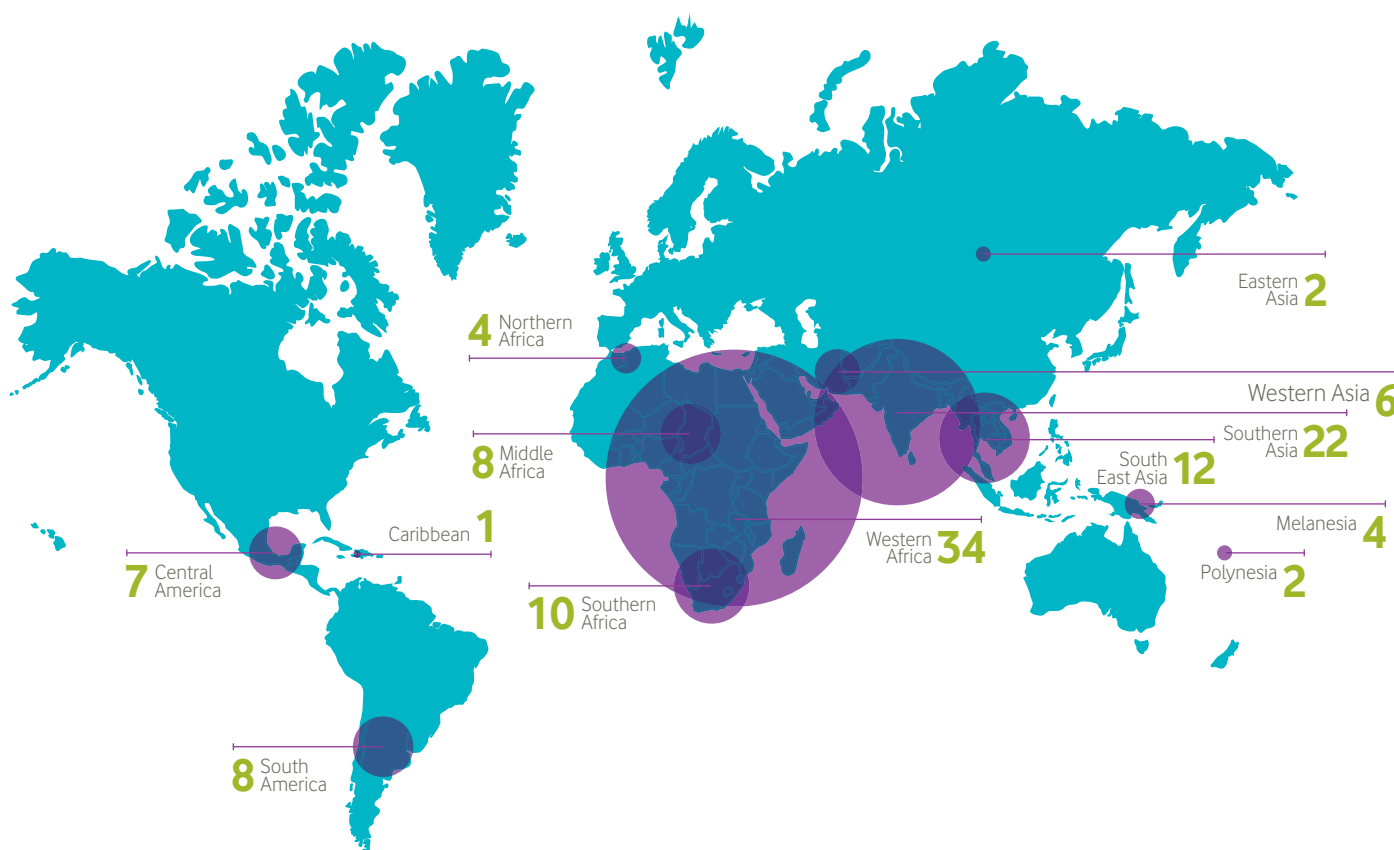 Eastern
Asia 2
4 Northern
Africa
Western Asia 6
Southern
Asia 22
8 Middle
Africa
South
East Asia 12
Caribbean 1
Melanesia 4
Western
Africa 34
7 Central
America
Polynesia 2
10 Southern
Africa
8 South
America